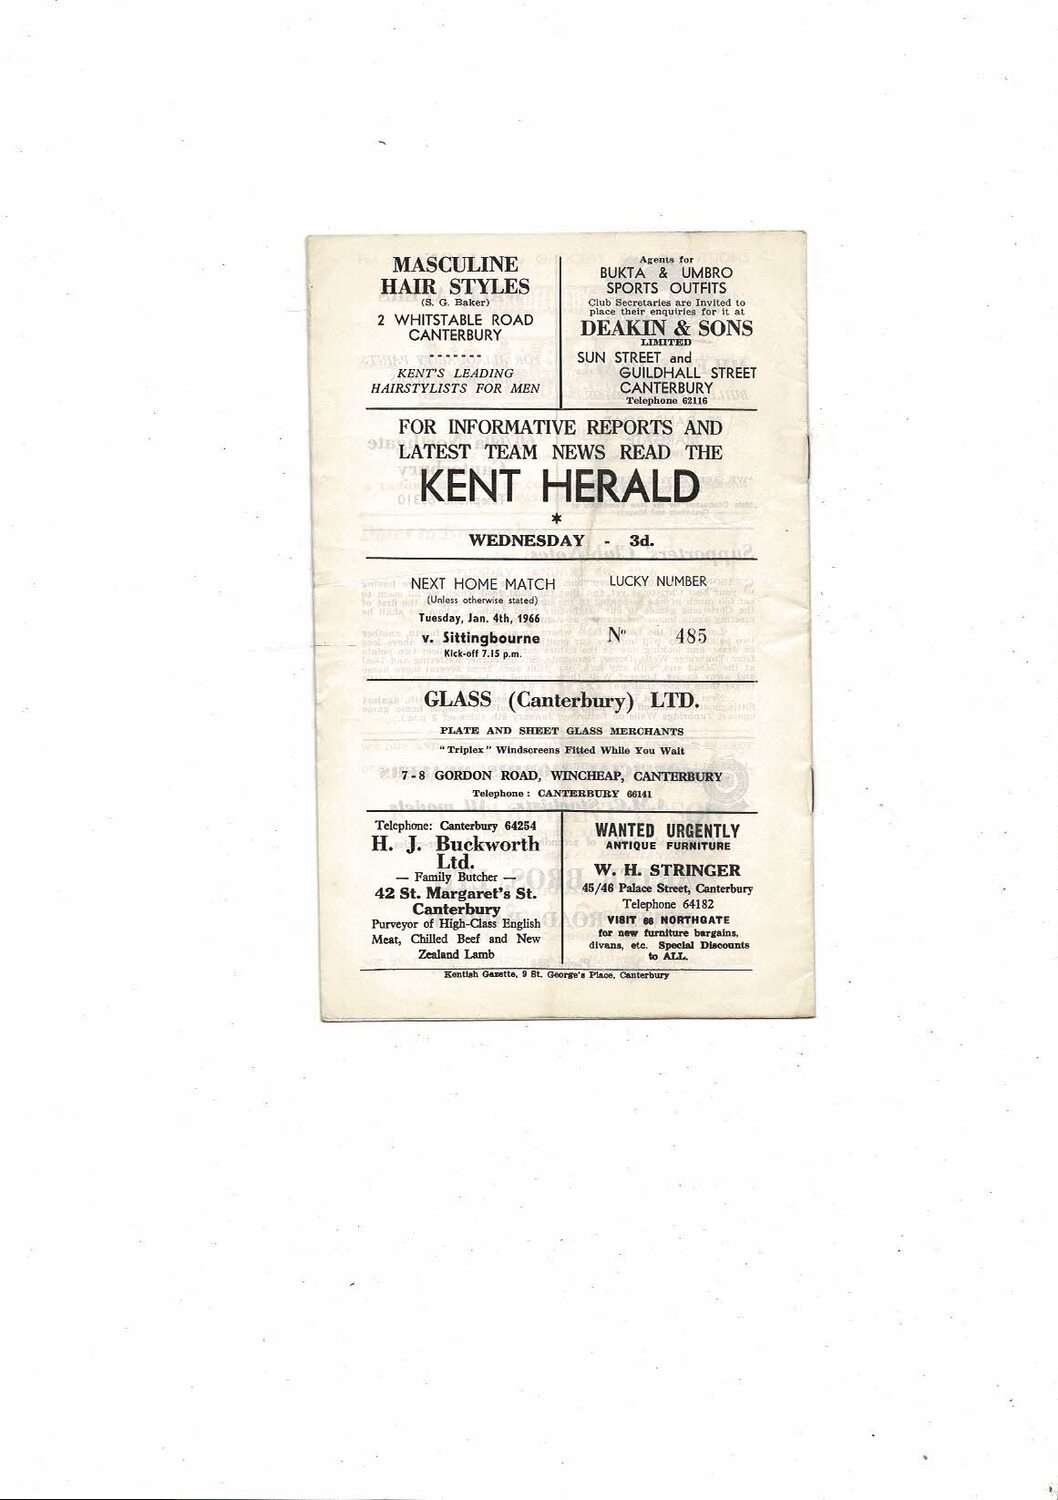 MASCULINE
HAIR STYLES
(S. G. Baker)
2 WHITSTABLE ROAD
CANTERBURY
KENT'S LEADING
HAIRSTYLISTS FOR MEN
Agents for
BUKTA & UMBRO
SPORTS OUTFITS
Club Secretaries are Invited to
place their enquiries for it at
DEAKIN & SONS
LIMITED
SUN STREET and
GUILDHALL STREET
CANTERBURY
Telephone 62116
FOR INFORMATIVE REPORTS AND
LATEST TEAM NEWS READ THE
KENT HERALD
*
WEDNESDAY - 3d.
NEXT HOME MATCH
(Unless otherwise stated)
Tuesday, Jan. 4th, 1966
v. Sittingbourne
Kick-off 7.15 p.m.
LUCKY NUMBER
Nº 485
GLASS (Canterbury) LTD.
PLATE AND SHEET GLASS MERCHANTS
"Triplex" Windscreens Fitted While You Wait
7-8 GORDON ROAD, WINCHEAP, CANTERBURY
Telephone: CANTERBURY 66141
Telephone: Canterbury 64254
H. J. Buckworth
Ltd.
— Family Butcher —
42 St. Margaret's St.
Canterbury
Purveyor of High-Class English
Meat, Chilled Beef and New
Zealand Lamb
WANTED URGENTLY
ANTIQUE FURNITURE
W. H. STRINGER
45/46 Palace Street, Canterbury
Telephone 64182
VISIT 66 NORTHGATE
for new furniture bargains,
divans, etc. Special Discounts
to ALL.
Kentish Gazette, 9 St. George's Place, Canterbury